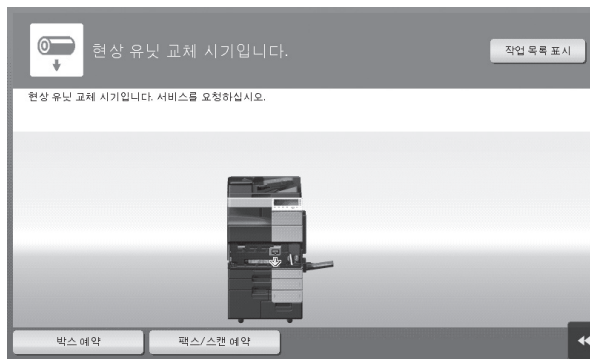 현상 유닛 교체 시기입니다.
작업 목록 표시
현상 유닛 교체 시기입니다. 서비스를 요청하십시오.
박스 예약
팩스/스캔 예약